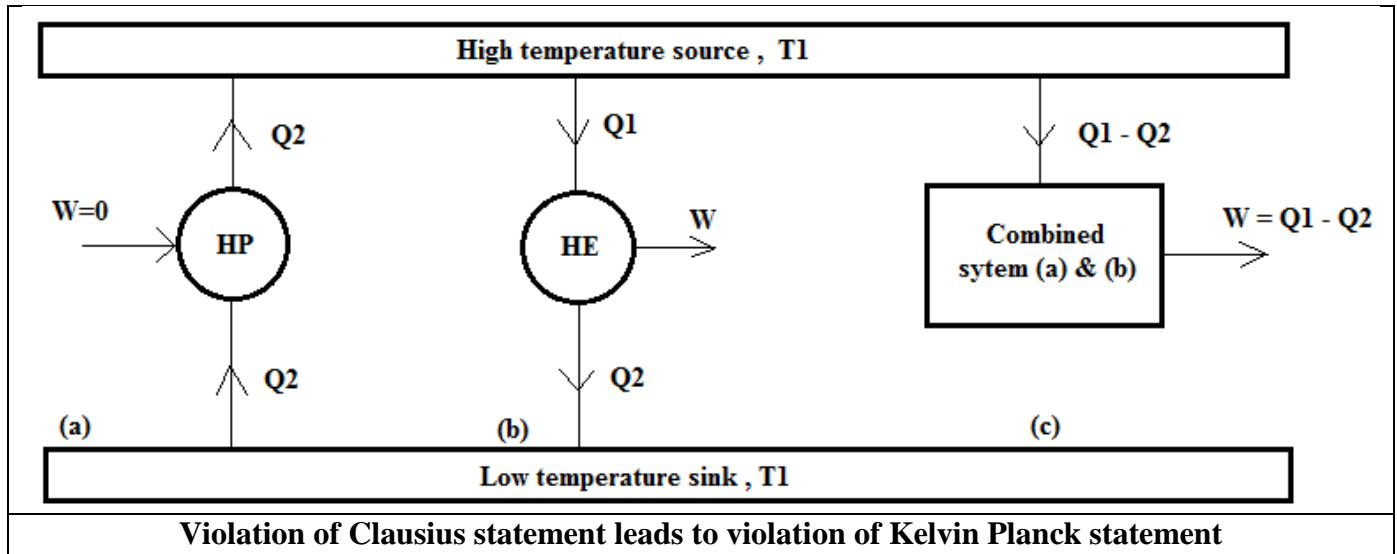 High temperature source , T1
Q2
Q1
Q1 - Q2
W=0
HP
HE
W
Combined
sytem (a) & (b)
W = Q1 - Q2
Q2
Q2
(a)
(b)
(c)
Low temperature sink , T1
Violation of Clausius statement leads to violation of Kelvin Planck statement